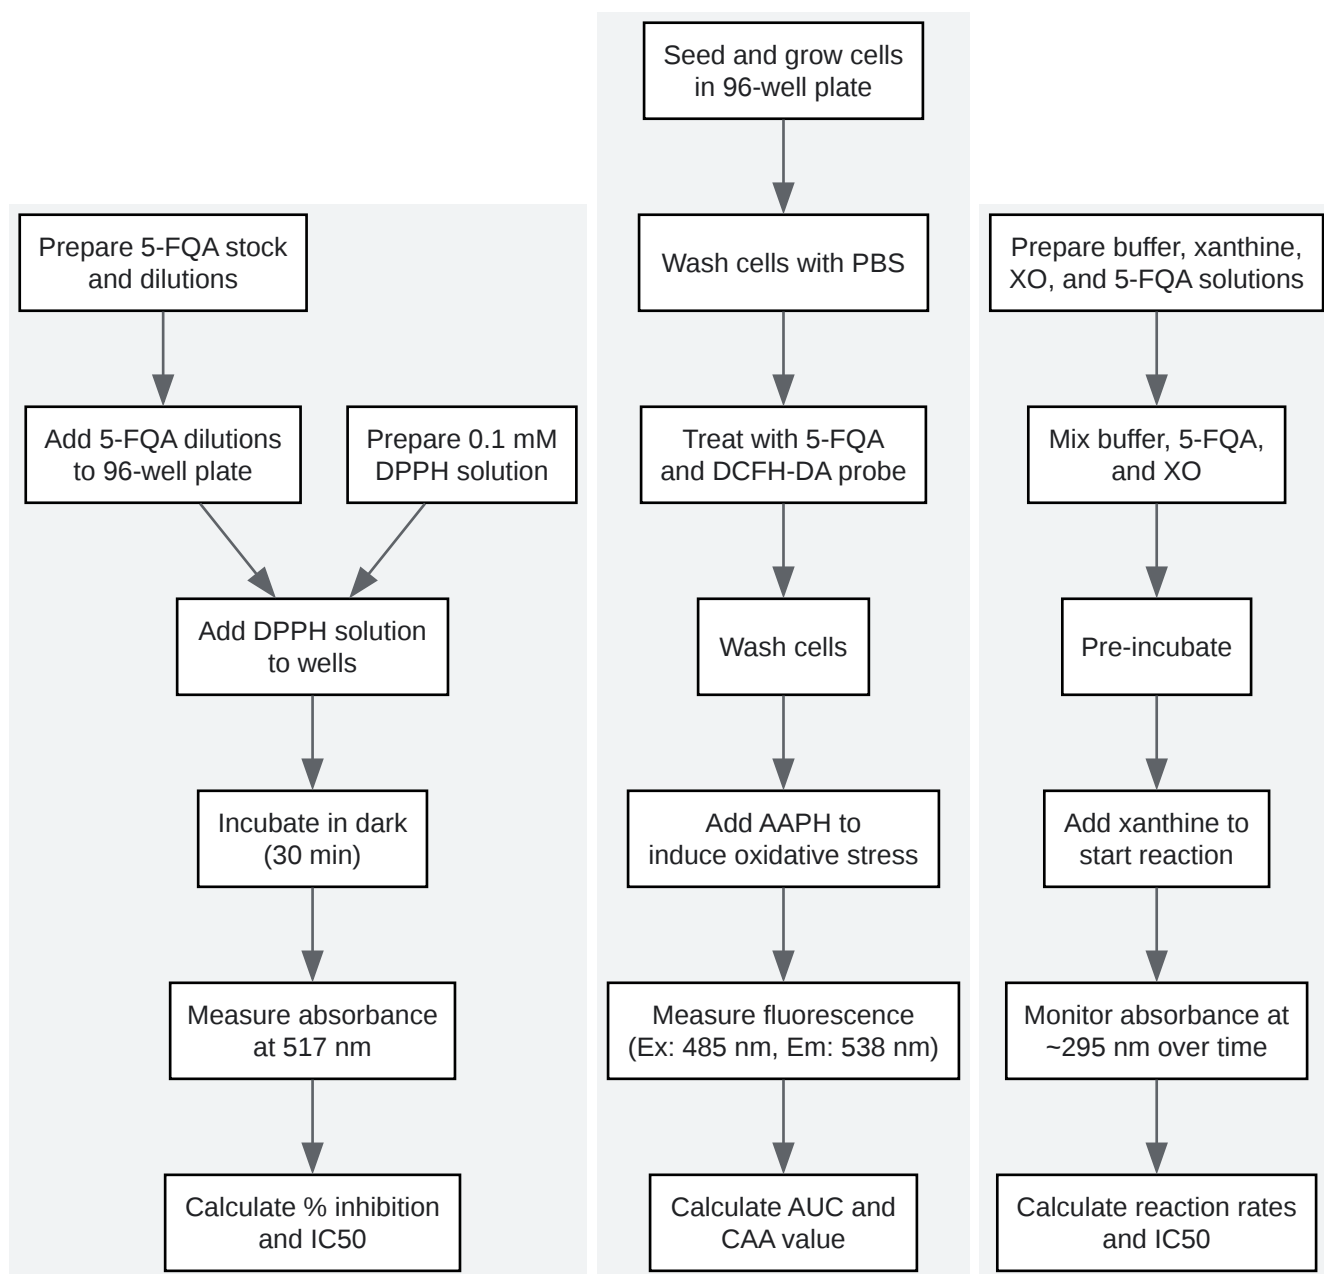 Prepare 5-FQA stock
and dilutions
Add 5-FQA dilutions
to 96-well plate
Prepare 0.1 mM
DPPH solution
Add DPPH solution
to wells
Incubate in dark
(30 min)
Measure absorbance
at 517 nm
Calculate % inhibition
and IC50
Seed and grow cells
in 96-well plate
Wash cells with PBS
Treat with 5-FQA
and DCFH-DA probe
Wash cells
Add AAPH to
induce oxidative stress
Measure fluorescence
(Ex: 485 nm, Em: 538 nm)
Calculate AUC and
CAA value
Prepare buffer, xanthine,
XO, and 5-FQA solutions
Mix buffer, 5-FQA,
and XO
Pre-incubate
Add xanthine to
start reaction
Monitor absorbance at
~295 nm over time
Calculate reaction rates
and IC50